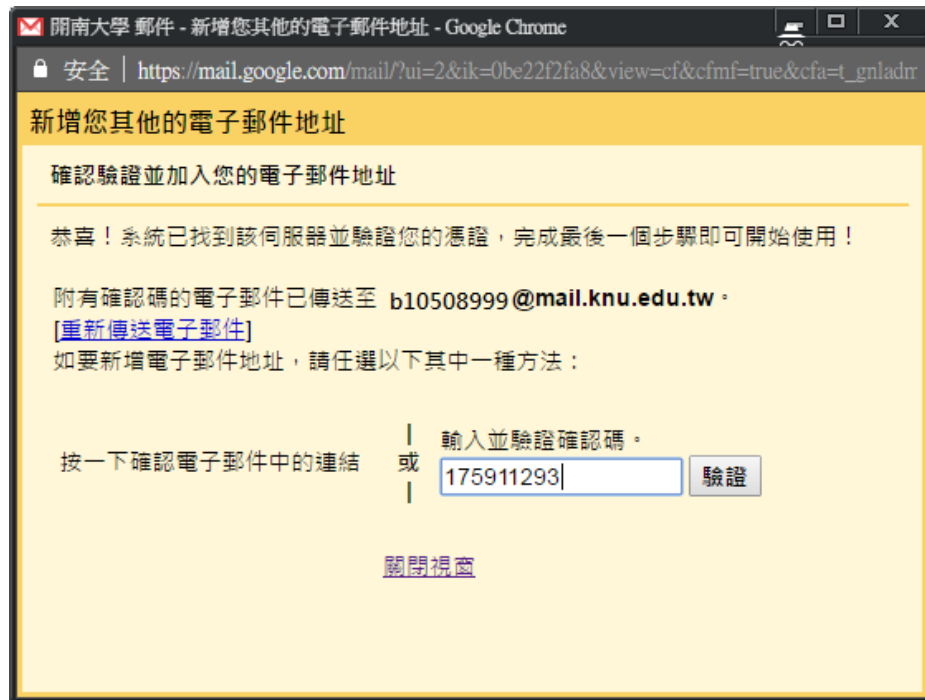 開南大學 郵件 - 新增您其他的電子郵件地址 - Google Chrome
安全 | https://mail.google.com/mail/?ui=2&ik=0be22f2fa8&view=cf&cfmf=true&cfa=t_gnladm
新增您其他的電子郵件地址
確認驗證並加入您的電子郵件地址
恭喜！系統已找到該伺服器並驗證您的憑證，完成最後一個步驟即可開始使用！
附有確認碼的電子郵件已傳送至 b10508999@mail.knu.edu.tw。
[重新傳送電子郵件]
如要新增電子郵件地址，請任選以下其中一種方法：
按一下確認電子郵件中的連結
|
或
|
輸入並驗證確認碼。
175911293
驗證
關閉視窗